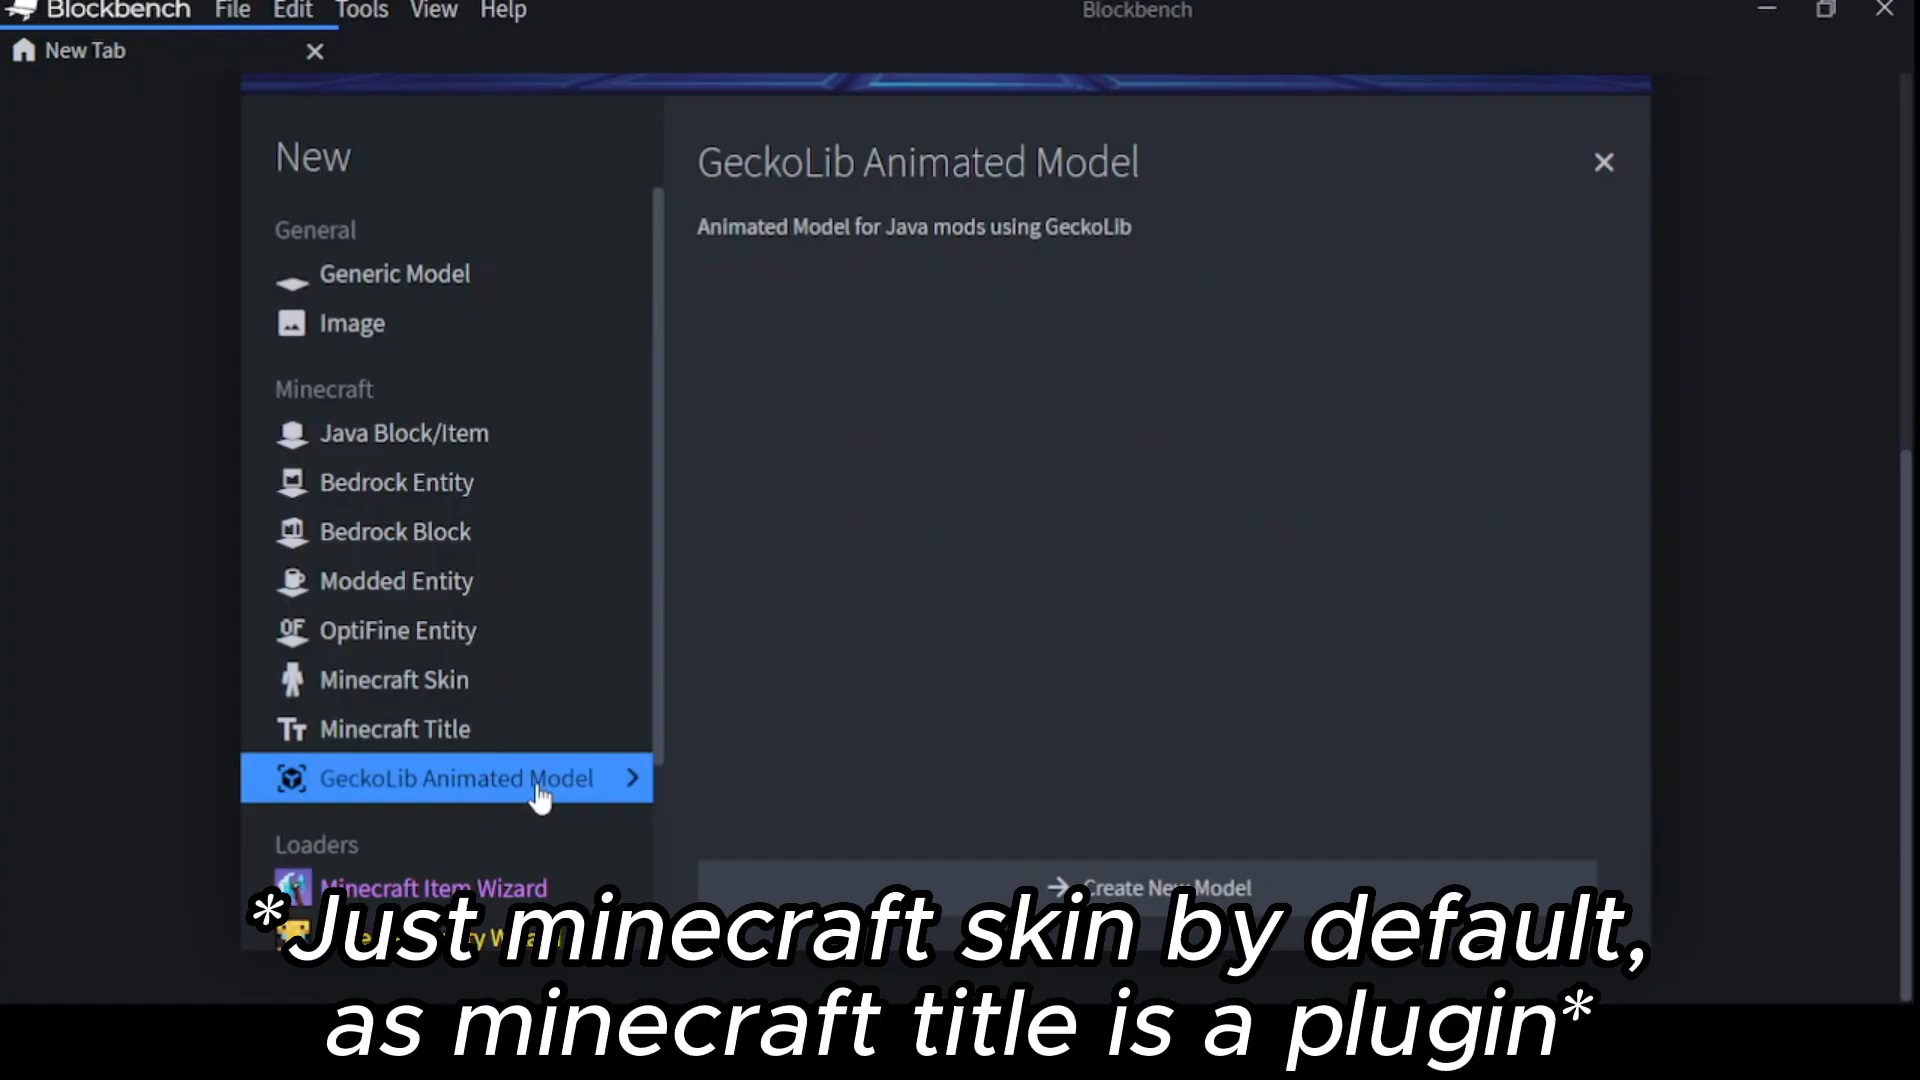 Blockbench File Edit Tools View Help
Blockbench
New Tab
New
General
Generic Model
Image
Minecraft
Java Block/Item
Bedrock Entity
Bedrock Block
Modded Entity
OptiFine Entity
Minecraft Skin
Minecraft Title
GeckoLib Animated Model
Loaders
Minecraft Item Wizard
GeckoLib Animated Model
Animated Model for Java mods using GeckoLib
Create New Model
*Just minecraft skin by default,
as minecraft title is a plugin*